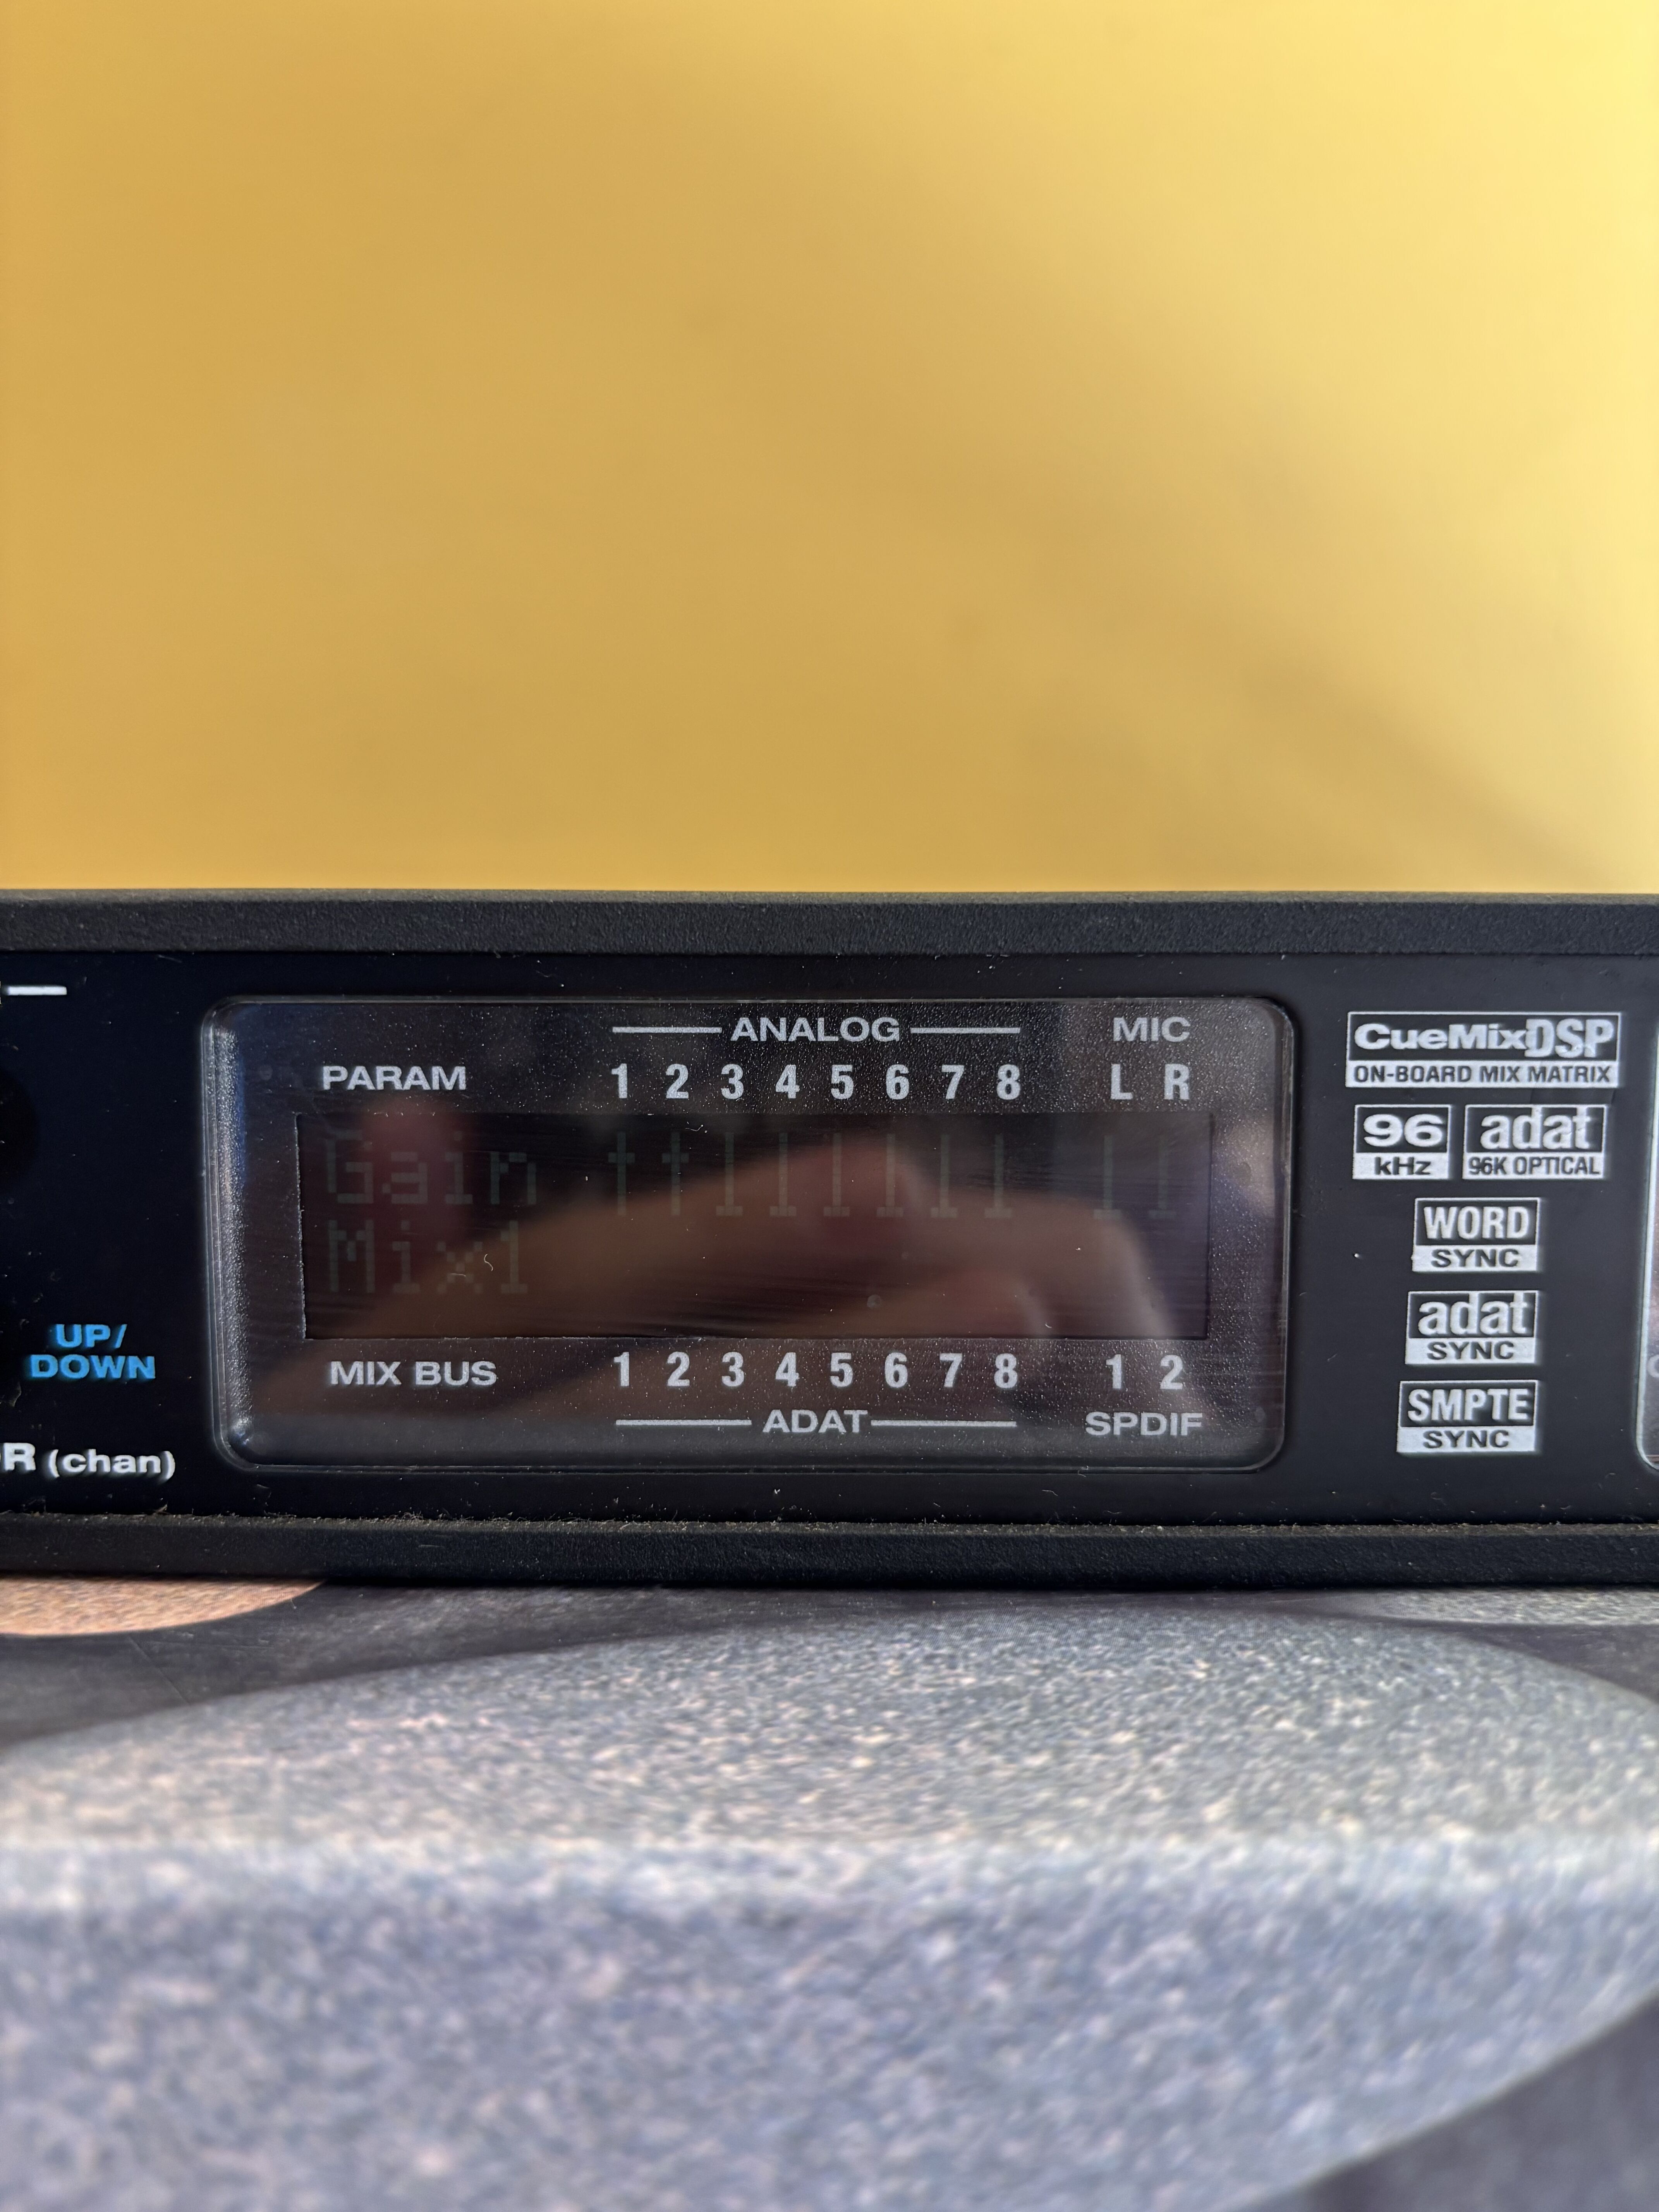 ANALOG MIC
PARAM 1 2 3 4 5 6 7 8 L R
Gain
Mix1
MIX BUS 1 2 3 4 5 6 7 8 1 2
ADAT SPDIF
UP/
DOWN
R (chan)
CueMixDSP
ON-BOARD MIX MATRIX
96 kHz
adat
96K OPTICAL
WORD
SYNC
adat
SYNC
SMPTE
SYNC